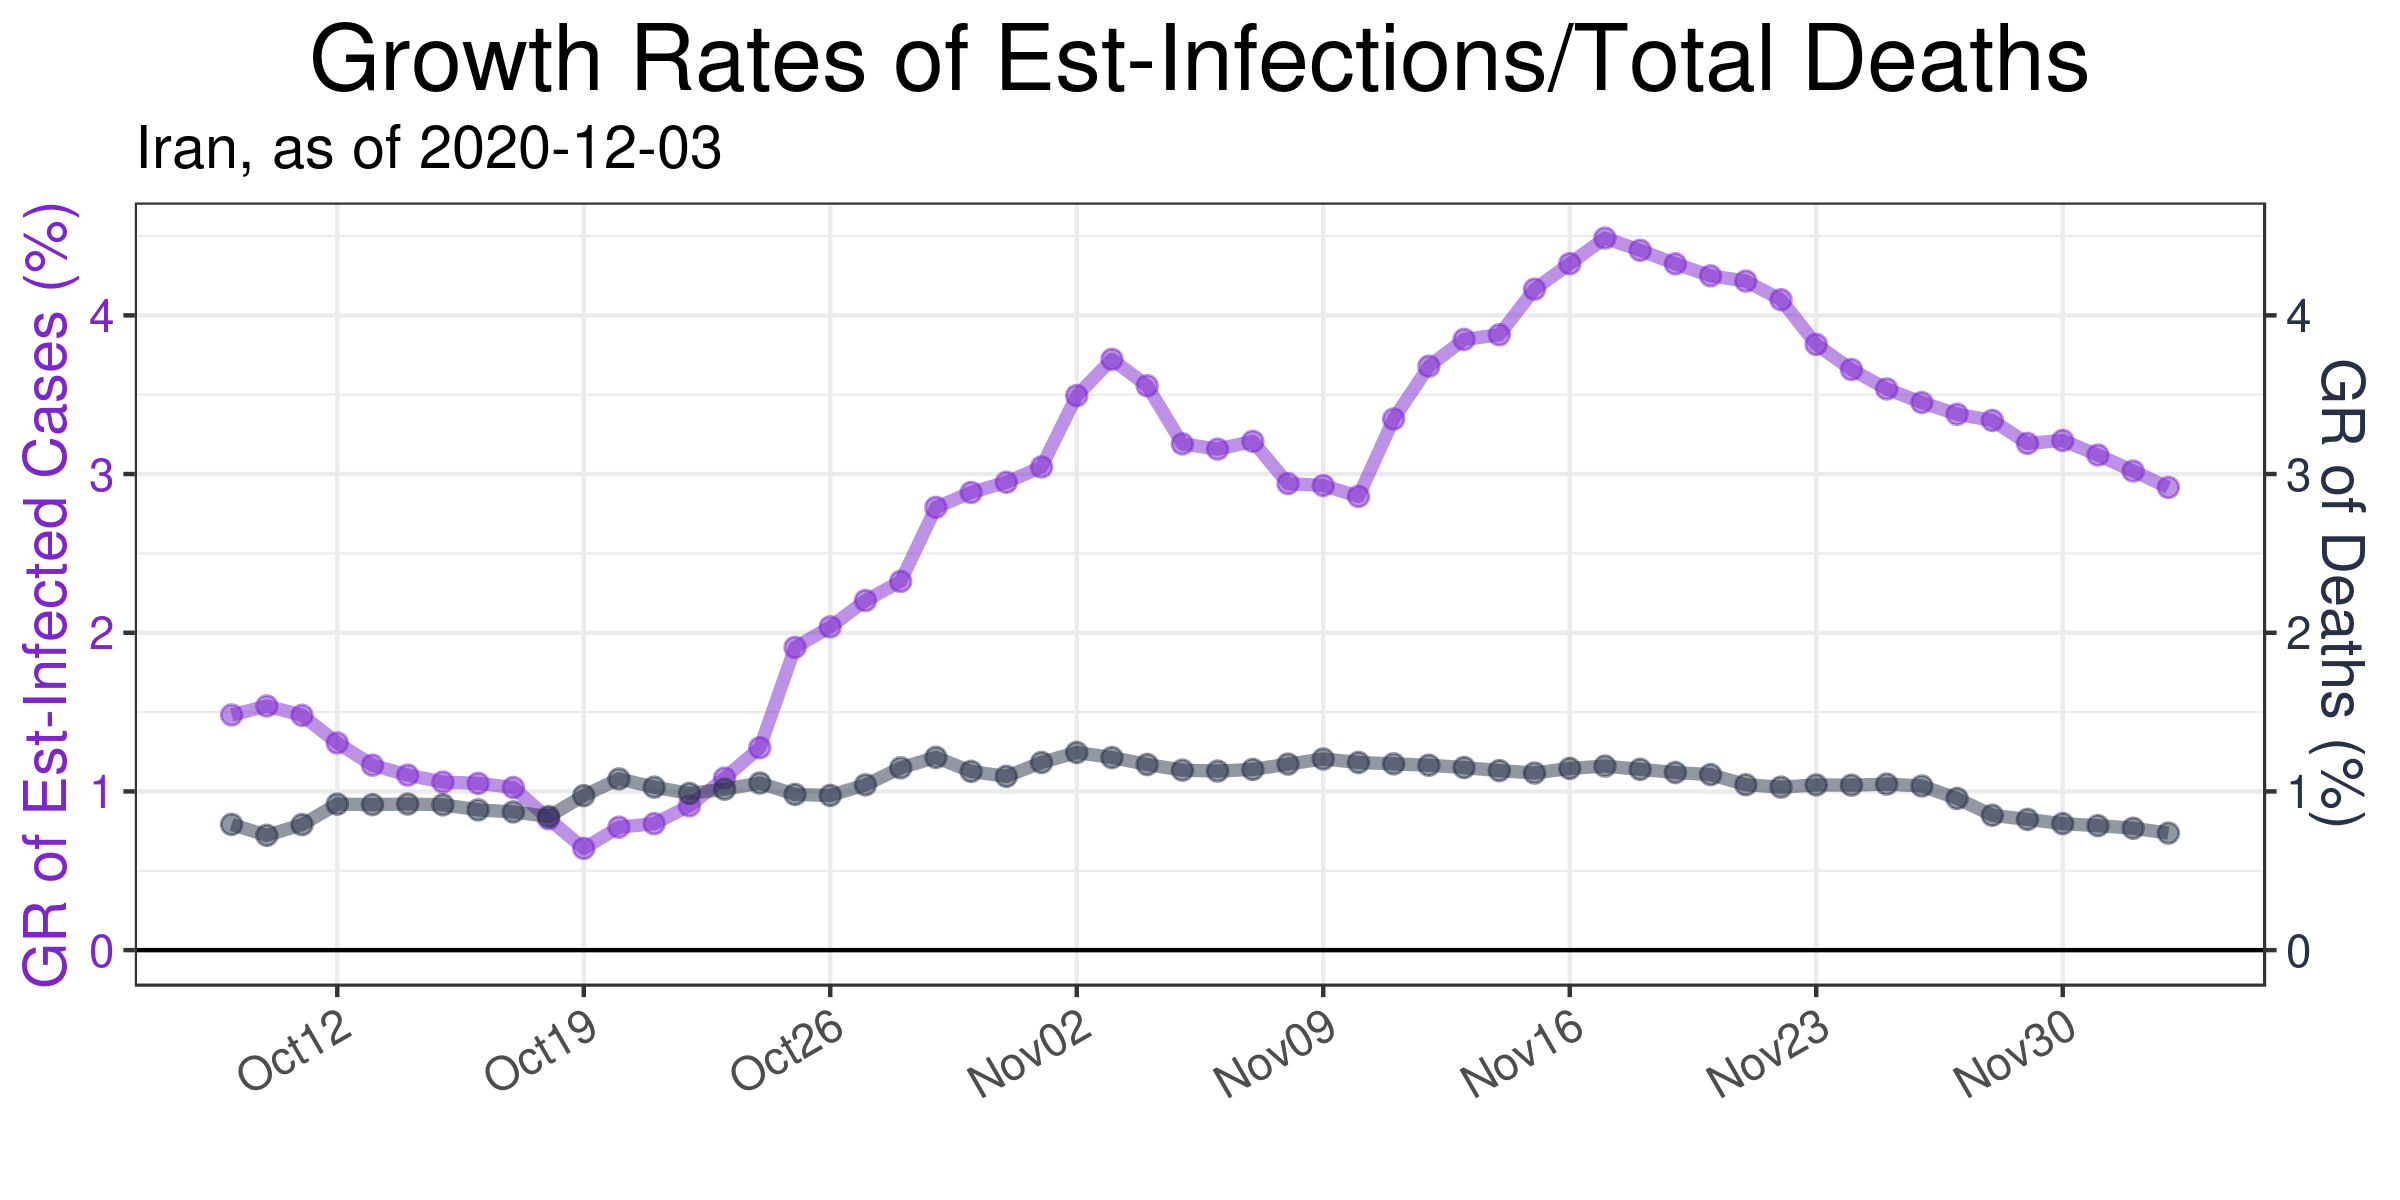 Growth Rates of Est-Infections/Total Deaths
Iran, as of 2020-12-03
GR of Est-Infected Cases (%)
4
3
2
1
0
4
3
2
1
0
GR of Deaths (%)
Oct12
Oct19
Oct26
Nov02
Nov09
Nov16
Nov23
Nov30